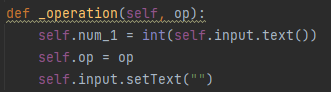 def _operation(self, op):
    self.num_1 = int(self.input.text())
    self.op = op
    self.input.setText("")